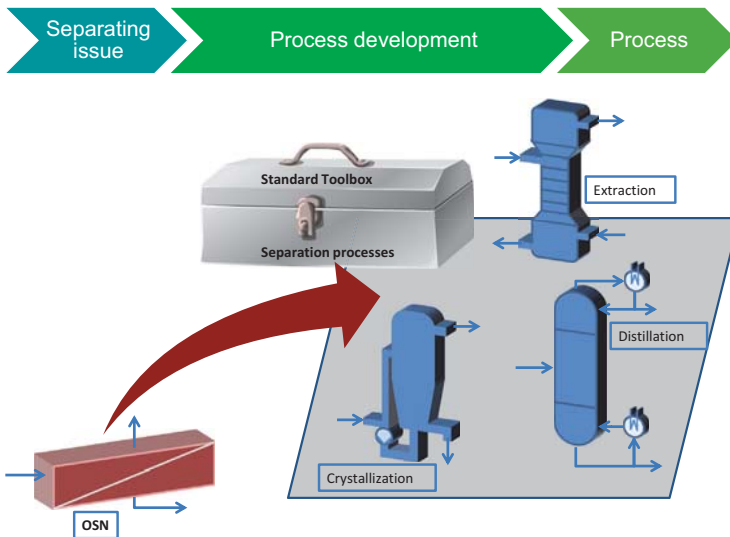 Separating
issue
Process development
Process
Standard Toolbox
Separation processes
Extraction
Distillation
Crystallization
OSN